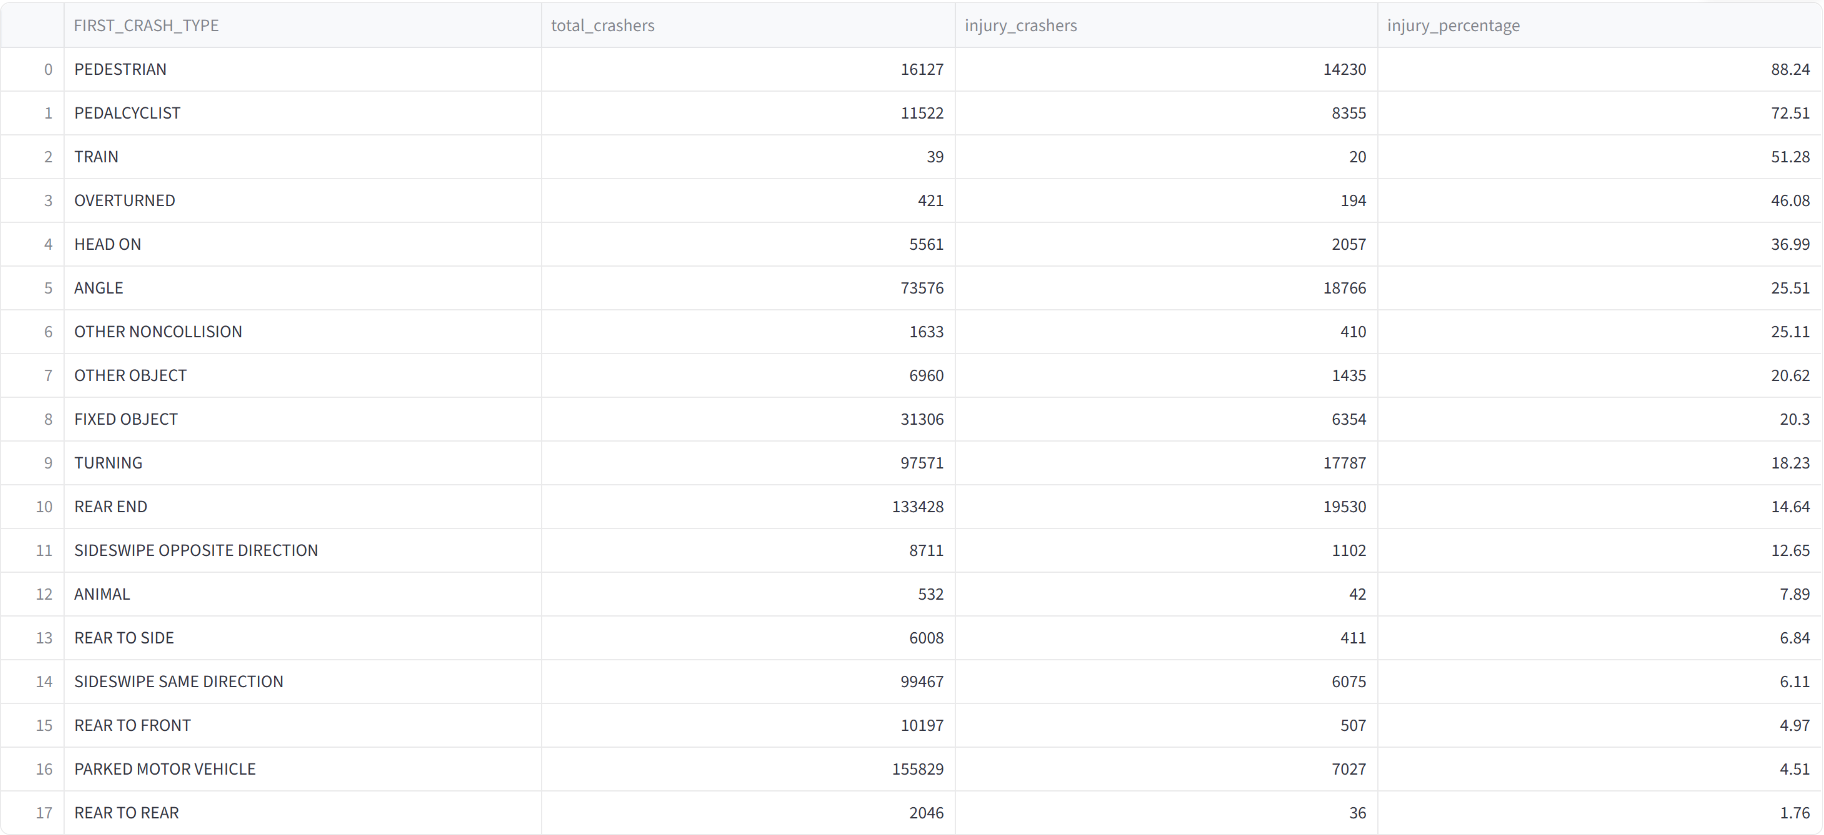 FIRST_CRASH_TYPE total_crashers injury_crashers injury_percentage
0 PEDESTRIAN 16127 14230 88.24
1 PEDALCYCLIST 11522 8355 72.51
2 TRAIN 39 20 51.28
3 OVERTURNED 421 194 46.08
4 HEAD ON 5561 2057 36.99
5 ANGLE 73576 18766 25.51
6 OTHER NONCOLLISION 1633 410 25.11
7 OTHER OBJECT 6960 1435 20.62
8 FIXED OBJECT 31306 6354 20.3
9 TURNING 97571 17787 18.23
10 REAR END 133428 19530 14.64
11 SIDESWIPE OPPOSITE DIRECTION 8711 1102 12.65
12 ANIMAL 532 42 7.89
13 REAR TO SIDE 6008 411 6.84
14 SIDESWIPE SAME DIRECTION 99467 6075 6.11
15 REAR TO FRONT 10197 507 4.97
16 PARKED MOTOR VEHICLE 155829 7027 4.51
17 REAR TO REAR 2046 36 1.76